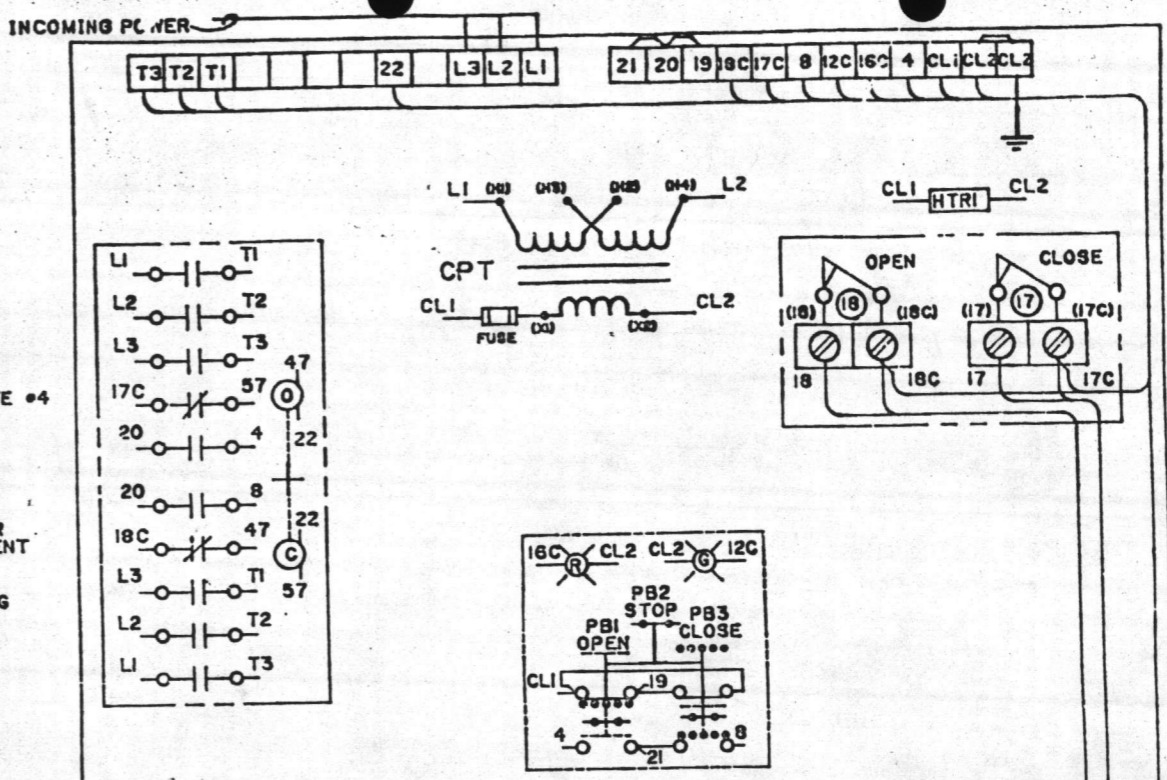 INCOMING POWER
T3 T2 T1 22 L3 L2 L1
21 20 19 18C 17C 8 12C 16C 4 CL1 CL2 CL2
L1 (H1) (H3) (H2) (H4) L2
CL1 HTR1 CL2
CPT
CL1 FUSE (X1) (X2) CL2
OPEN CLOSE
(18) 18 (18C) (17) 17 (17C)
18 18C 17 17C
L1 T1
L2 T2
L3 T3
47
17C 57 O
E #4
20 4 22
20 8
22
18C 47 C
R
ENT
L3 T1 57
G
L2 T2
L1 T3
16C R CL2 CL2 G 12C
PB2
STOP
PB1
OPEN
PB3
CLOSE
CL1 19
4 21 8